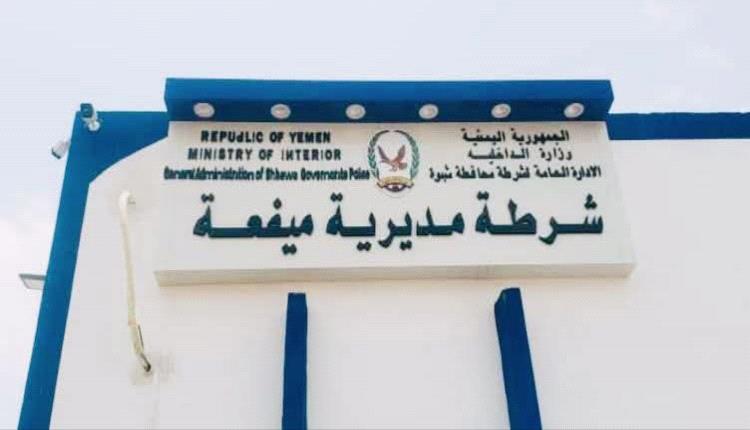 REPUBLIC OF YEMEN
MINISTRY OF INTERIOR
General Administration of Shbawa Governorate Police
الجمهورية اليمنية
وزارة الداخلية
الادارة العامة لشرطة محافظة شبوة
شرطة مديرية ميفعة